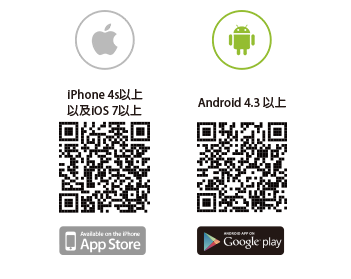 iPhone 4s以上
以及iOS 7以上
Available on the iPhone
App Store
Android 4.3 以上
ANDROID APP ON
Google play